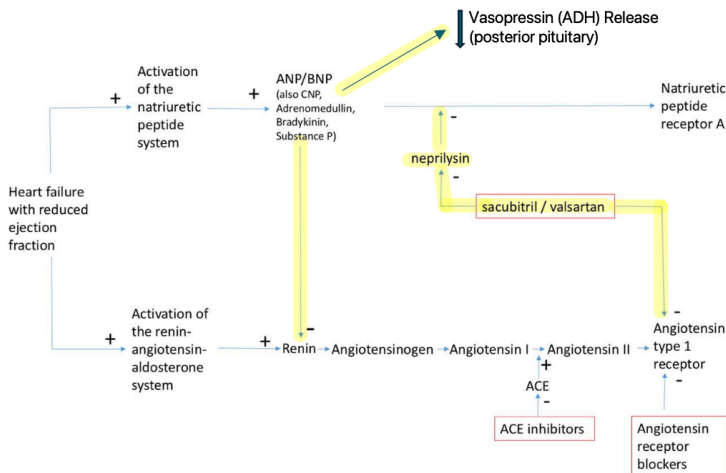 Vasopressin (ADH) Release
(posterior pituitary)
Activation
of the
natriuretic
peptide
system
+
+
ANP/BNP
(also CNP,
Adrenomedullin,
Bradykinin,
Substance P)
Natriuretic
peptide
receptor A
-
neprilysin
-
sacubitril / valsartan
Heart failure
with reduced
ejection
fraction
Activation of
the renin-
angiotensin-
aldosterone
system
+
+
-
Renin
Angiotensinogen
Angiotensin I
Angiotensin II
-
Angiotensin
type 1
receptor
+
ACE
-
-
ACE inhibitors
Angiotensin
receptor
blockers